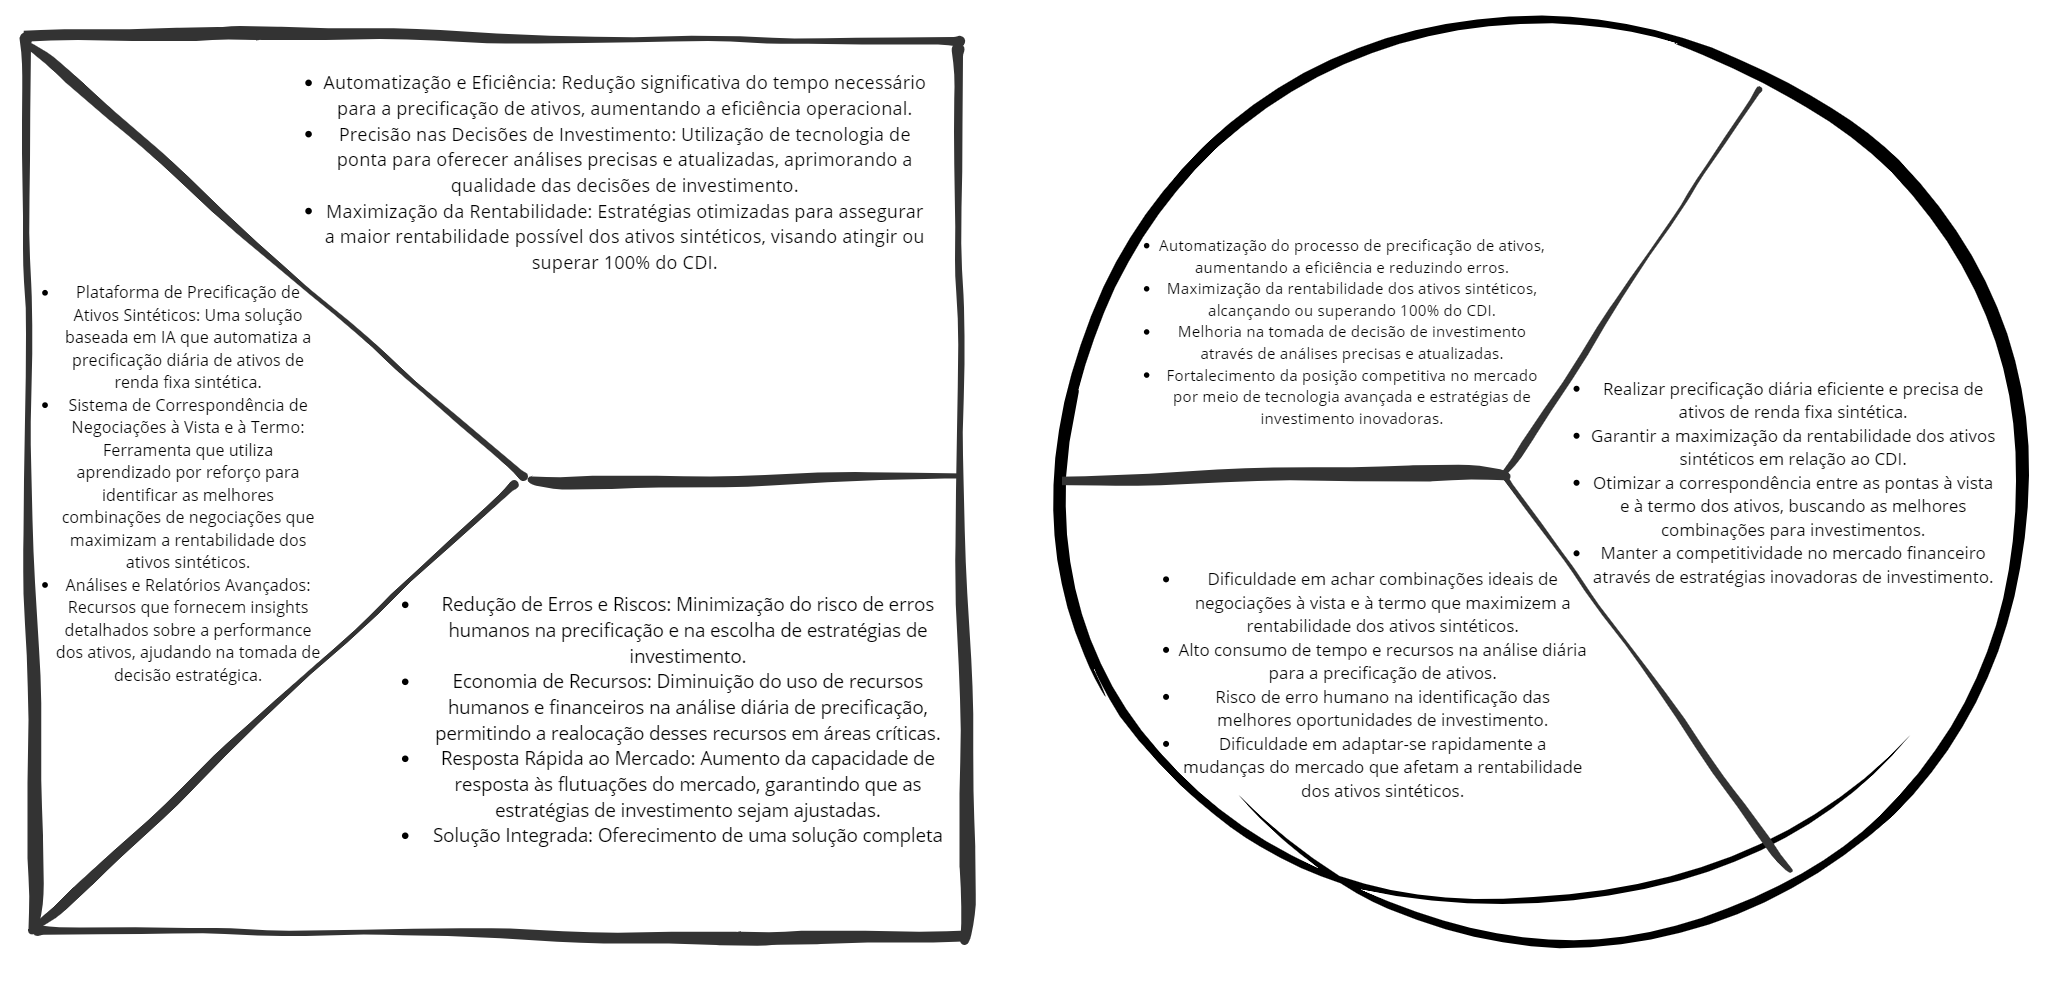 • Automatização e Eficiência: Redução significativa do tempo necessário
para a precificação de ativos, aumentando a eficiência operacional.
• Precisão nas Decisões de Investimento: Utilização de tecnologia de
ponta para oferecer análises precisas e atualizadas, aprimorando a
qualidade das decisões de investimento.
• Maximização da Rentabilidade: Estratégias otimizadas para assegurar
a maior rentabilidade possível dos ativos sintéticos, visando atingir ou
superar 100% do CDI.
• Plataforma de Precificação de
Ativos Sintéticos: Uma solução
baseada em IA que automatiza a
precificação diária de ativos de
renda fixa sintética.
• Sistema de Correspondência de
Negociações à Vista e à Termo:
Ferramenta que utiliza
aprendizado por reforço para
identificar as melhores
combinações de negociações que
maximizam a rentabilidade dos
ativos sintéticos.
• Análises e Relatórios Avançados:
Recursos que fornecem insights
detalhados sobre a performance
dos ativos, ajudando na tomada de
decisão estratégica.
• Redução de Erros e Riscos: Minimização do risco de erros
humanos na precificação e na escolha de estratégias de
investimento.
• Economia de Recursos: Diminuição do uso de recursos
humanos e financeiros na análise diária de precificação,
permitindo a realocação desses recursos em áreas críticas.
• Resposta Rápida ao Mercado: Aumento da capacidade de
resposta às flutuações do mercado, garantindo que as
estratégias de investimento sejam ajustadas.
• Solução Integrada: Oferecimento de uma solução completa
• Automatização do processo de precificação de ativos,
aumentando a eficiência e reduzindo erros.
• Maximização da rentabilidade dos ativos sintéticos,
alcançando ou superando 100% do CDI.
• Melhoria na tomada de decisão de investimento
através de análises precisas e atualizadas.
• Fortalecimento da posição competitiva no mercado
por meio de tecnologia avançada e estratégias de
investimento inovadoras.
• Realizar precificação diária eficiente e precisa de
ativos de renda fixa sintética.
• Garantir a maximização da rentabilidade dos ativos
sintéticos em relação ao CDI.
• Otimizar a correspondência entre as pontas à vista
e à termo dos ativos, buscando as melhores
combinações para investimentos.
• Manter a competitividade no mercado financeiro
através de estratégias inovadoras de investimento.
• Dificuldade em achar combinações ideais de
negociações à vista e à termo que maximizem a
rentabilidade dos ativos sintéticos.
• Alto consumo de tempo e recursos na análise diária
para a precificação de ativos.
• Risco de erro humano na identificação das
melhores oportunidades de investimento.
• Dificuldade em adaptar-se rapidamente a
mudanças do mercado que afetam a rentabilidade
dos ativos sintéticos.